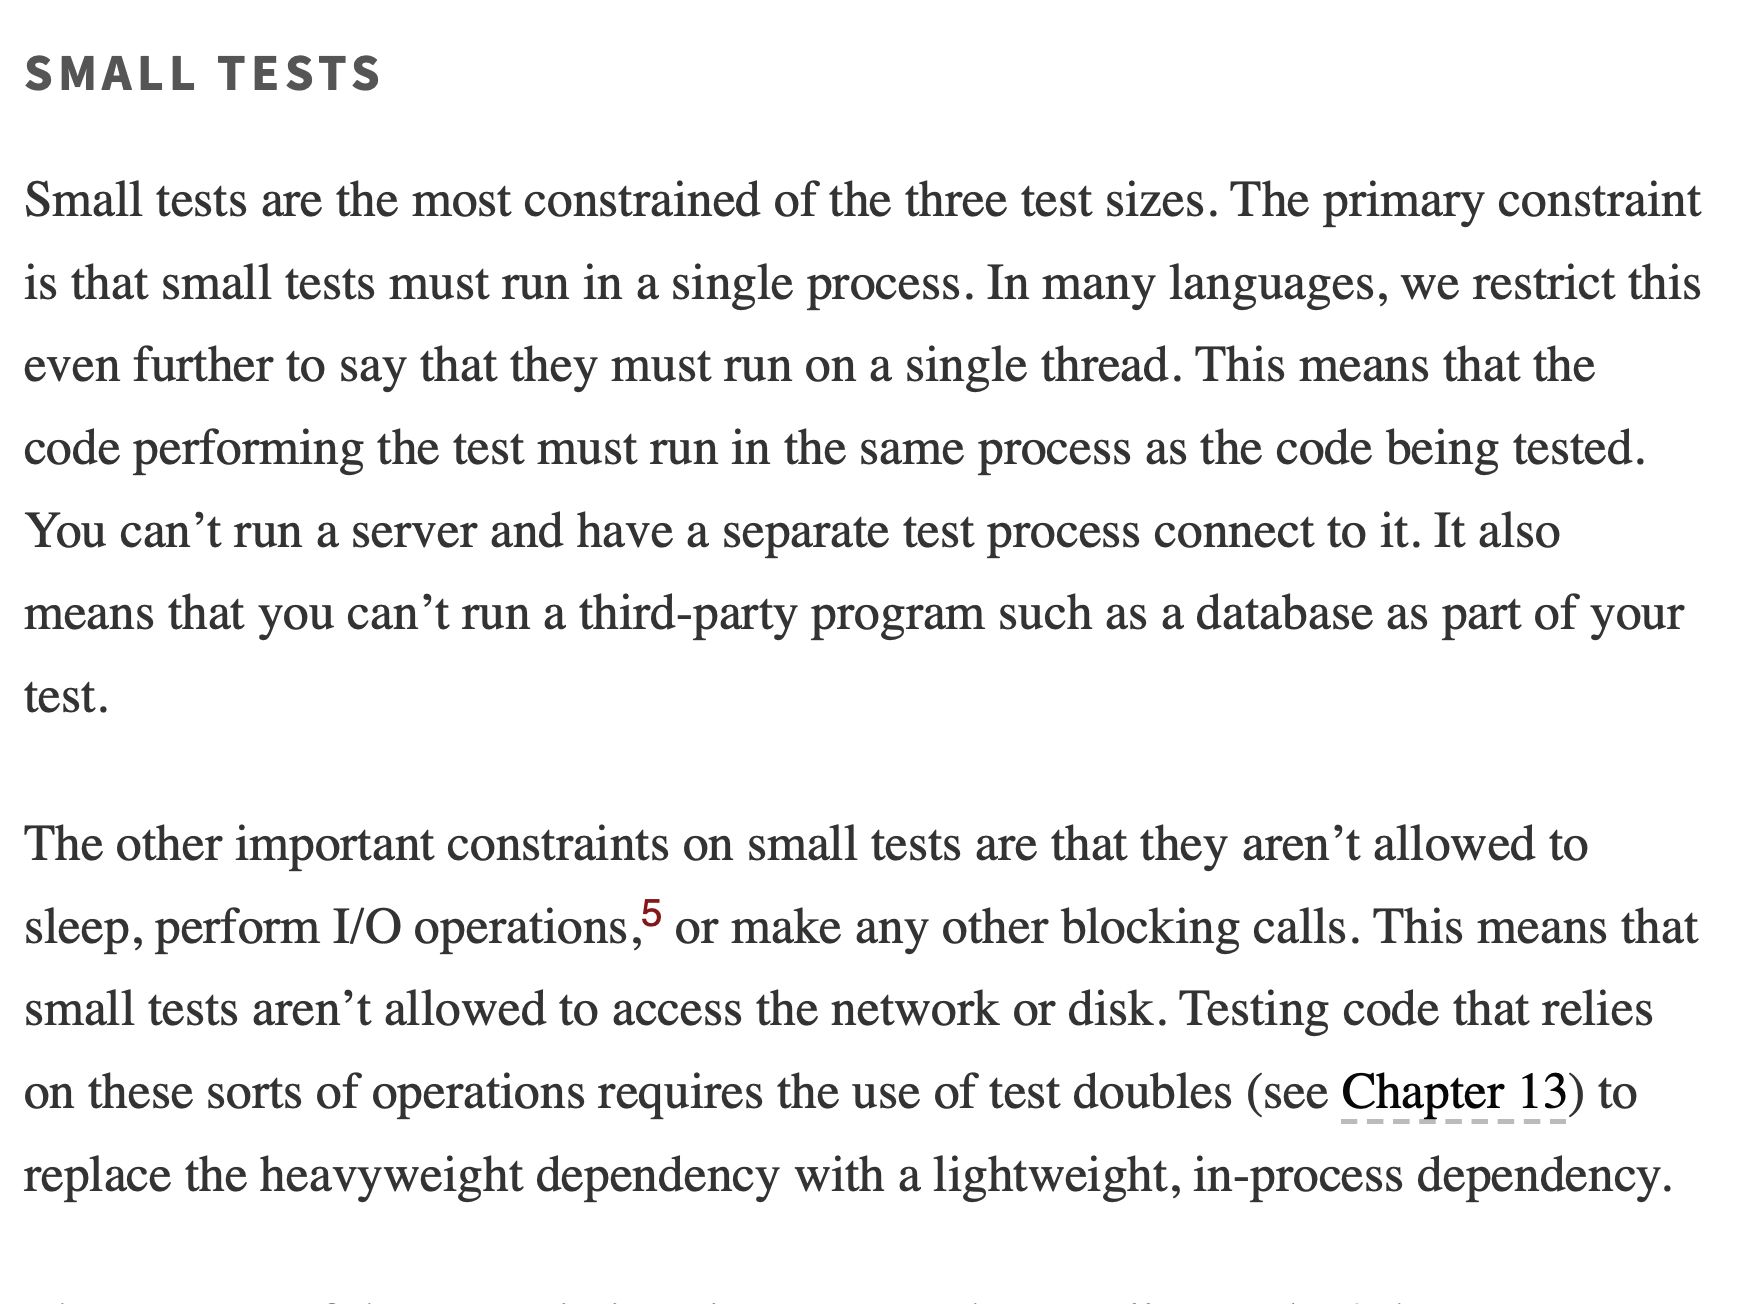 SMALL TESTS
Small tests are the most constrained of the three test sizes. The primary constraint
is that small tests must run in a single process. In many languages, we restrict this
even further to say that they must run on a single thread. This means that the
code performing the test must run in the same process as the code being tested.
You can’t run a server and have a separate test process connect to it. It also
means that you can’t run a third-party program such as a database as part of your
test.
The other important constraints on small tests are that they aren’t allowed to
sleep, perform I/O operations,5 or make any other blocking calls. This means that
small tests aren’t allowed to access the network or disk. Testing code that relies
on these sorts of operations requires the use of test doubles (see Chapter 13) to
replace the heavyweight dependency with a lightweight, in-process dependency.